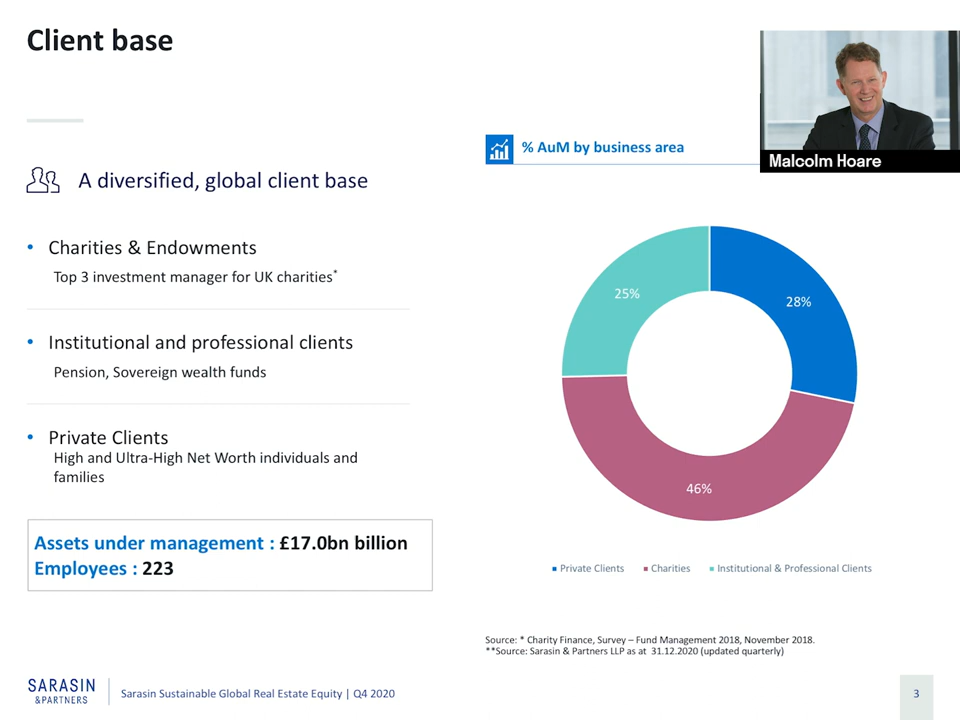 Client base
Malcolm Hoare
% AuM by business area
A diversified, global client base
• Charities & Endowments
Top 3 investment manager for UK charities*
• Institutional and professional clients
Pension, Sovereign wealth funds
• Private Clients
High and Ultra-High Net Worth individuals and
families
Assets under management : £17.0bn billion
Employees : 223
25%
28%
46%
Private Clients
Charities
Institutional & Professional Clients
Source: * Charity Finance, Survey – Fund Management 2018, November 2018.
**Source: Sarasin & Partners LLP as at 31.12.2020 (updated quarterly)
SARASIN
&PARTNERS
Sarasin Sustainable Global Real Estate Equity | Q4 2020
3